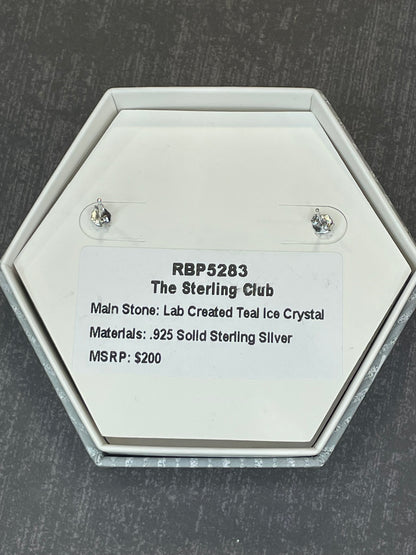 RBP5283
The Sterling Club
Main Stone: Lab Created Teal Ice Crystal
Materials: .925 Solid Sterling Silver
MSRP: $200